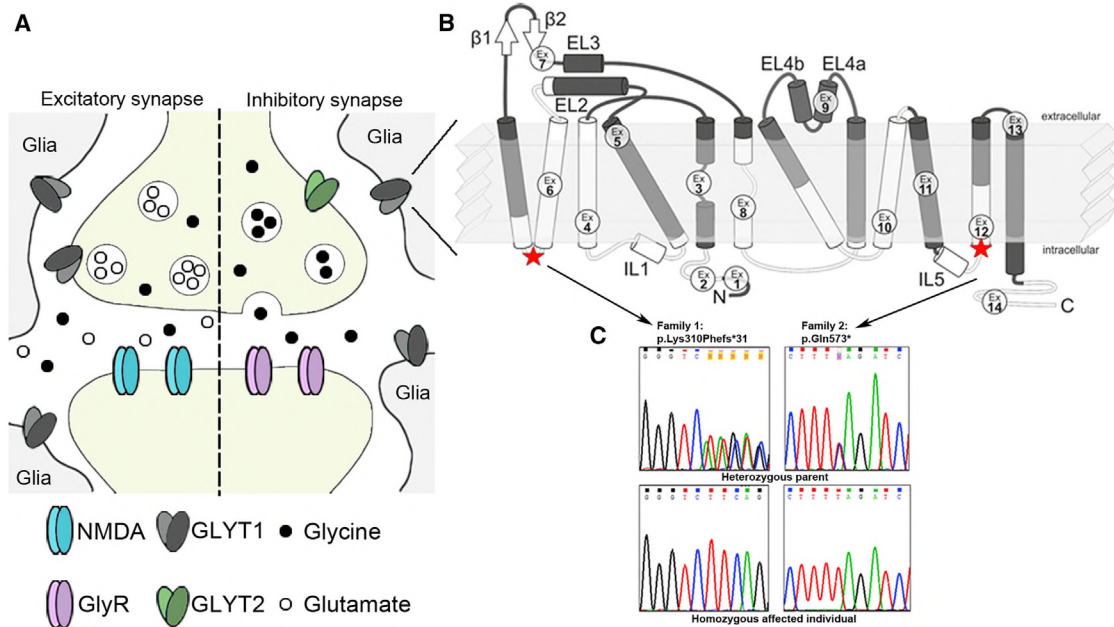 A
Excitatory synapse
Inhibitory synapse
Glia
Glia
Glia
Glia
NMDA
GLYT1
Glycine
GlyR
GLYT2
Glutamate
B
β1
β2
Ex 7
EL3
EL2
EL4b
EL4a
Ex 9
extracellular
Ex 5
Ex 13
Ex 6
Ex 4
Ex 3
Ex 8
Ex 10
Ex 11
Ex 12
intracellular
IL1
IL5
Ex 2
Ex 1
N
Ex 14
C
C
Family 1:
p.Lys310Phefs*31
Family 2:
p.Gln573*
G G G T C
C T T T A G A T C
Heterozygous parent
G G G T C T T C A G
C T T T T A G A T C
Homozygous affected individual